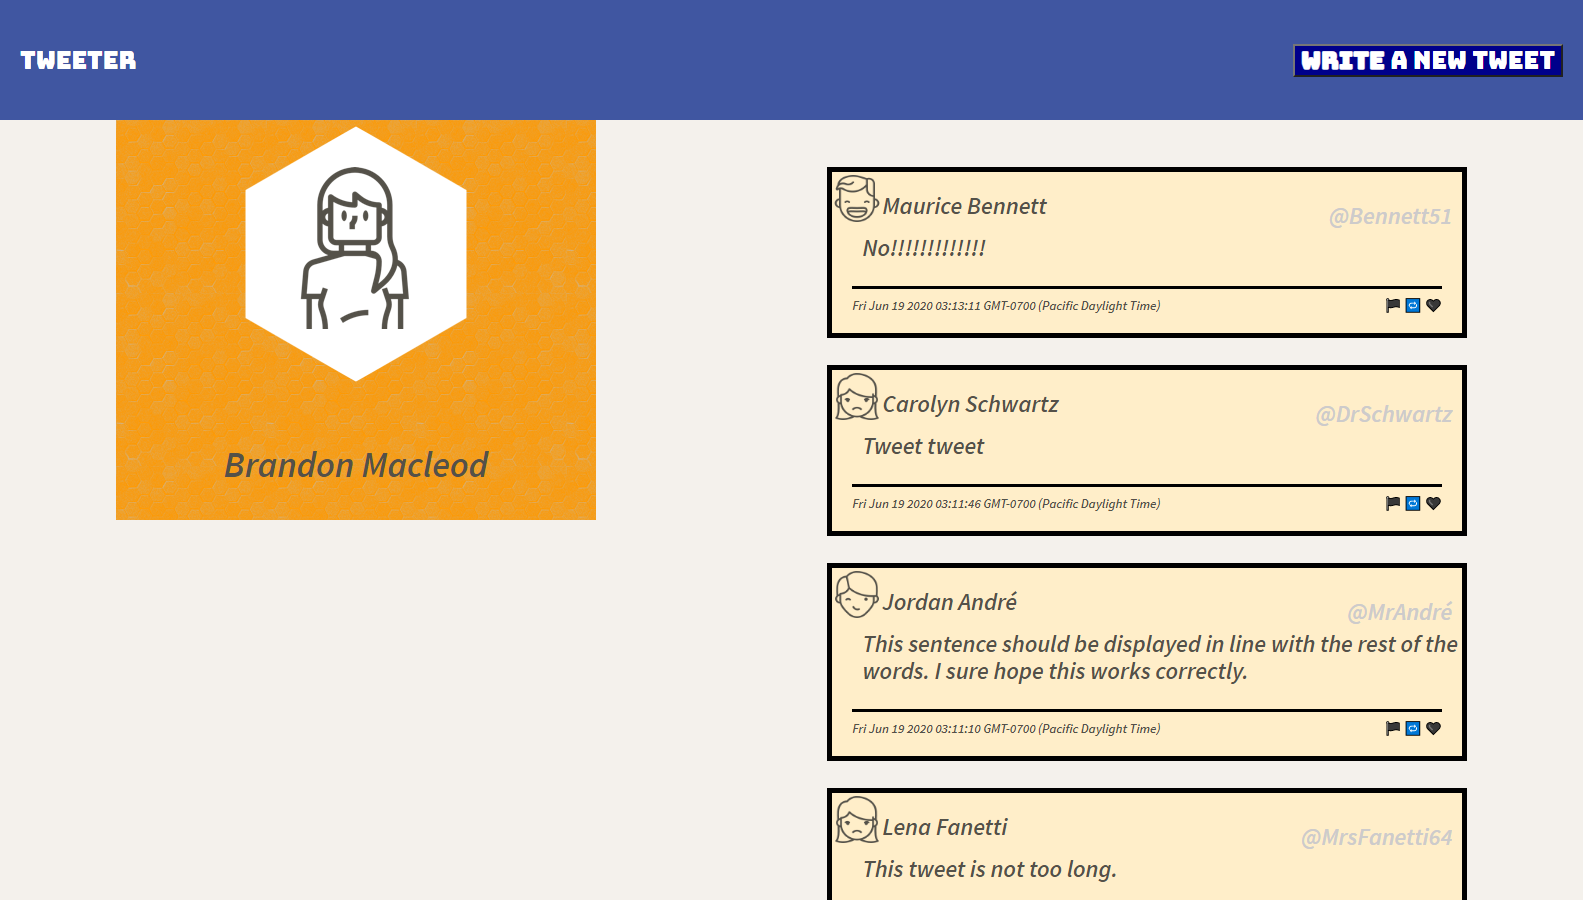 TWEETER
WRITE A NEW TWEET
Brandon Macleod
Maurice Bennett
@Bennett51
No!!!!!!!!!!!!!
Fri Jun 19 2020 03:13:11 GMT-0700 (Pacific Daylight Time)
Carolyn Schwartz
@DrSchwartz
Tweet tweet
Fri Jun 19 2020 03:11:46 GMT-0700 (Pacific Daylight Time)
Jordan André
@MrAndré
This sentence should be displayed in line with the rest of the
words. I sure hope this works correctly.
Fri Jun 19 2020 03:11:10 GMT-0700 (Pacific Daylight Time)
Lena Fanetti
@MrsFanetti64
This tweet is not too long.